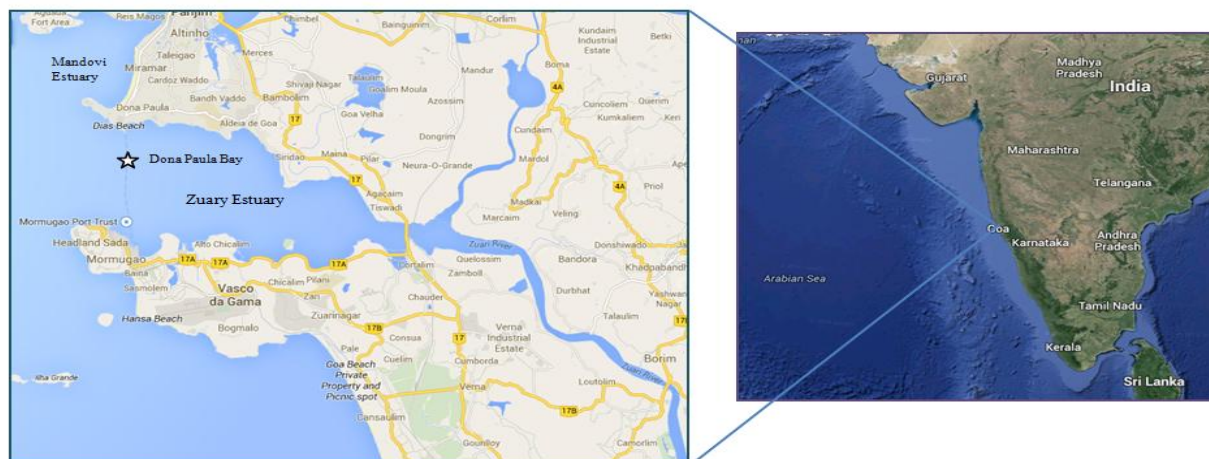 Aguada
Fort Area
Reis Magos
Panjim
Altinho
Chimbel
Bainguinim
Kundaim
Industrial
Estate
Betki
Mandovi
Estuary
Taleigao
Miramar
Merces
Mandur
Boma
4A
Cardoz Waddo
Shivaji Nagar
Talaulim
Goalim Moula
Cuncoliem
Querim
Keri
Dona Paula
Bandh Vaddo
Bambolim
Azossim
Kumkaliem
17
Goa Velha
Dias Beach
Aldeia de Goa
Dongrim
Cundaim
Dona Paula Bay
Siridao
Maina
Pilar
Neura-O-Grande
Mardol
4A
17
Priol
Zuary Estuary
Agaçaim
Madkai
Tiswadi
Marcaim
Veling
Mormugao Port Trust
Headland Sada
Alto Chicalim
Zuari River
Donshiwado
Mormugao
17A
17A
17A
Cortalim
Quelossim
Bandora
Khadpabandh
Baina
Sasmolem
Chicalim
Pilani
Zamboll
Vasco
da Gama
Zari
Chauder
Durbhat
Yashwan
Nagar
Hansa Beach
Zuarinagar
Talaulim
17B
Bogmalo
17
Verna
Industrial
Estate
Pale
Consua
Borim
Cuelim
Cumborda
Ilha Grande
Goa Beach
Private
Property and
Picnic spot
Zuari River
Verna
Loutolim
17B
Cansaulim
Camorlim
Gounlloy
Madhya
Pradesh
Gujarat
India
Maharashtra
Telangana
Goa
Karnataka
Andhra
Pradesh
Arabian Sea
Tamil Nadu
Kerala
Sri Lanka